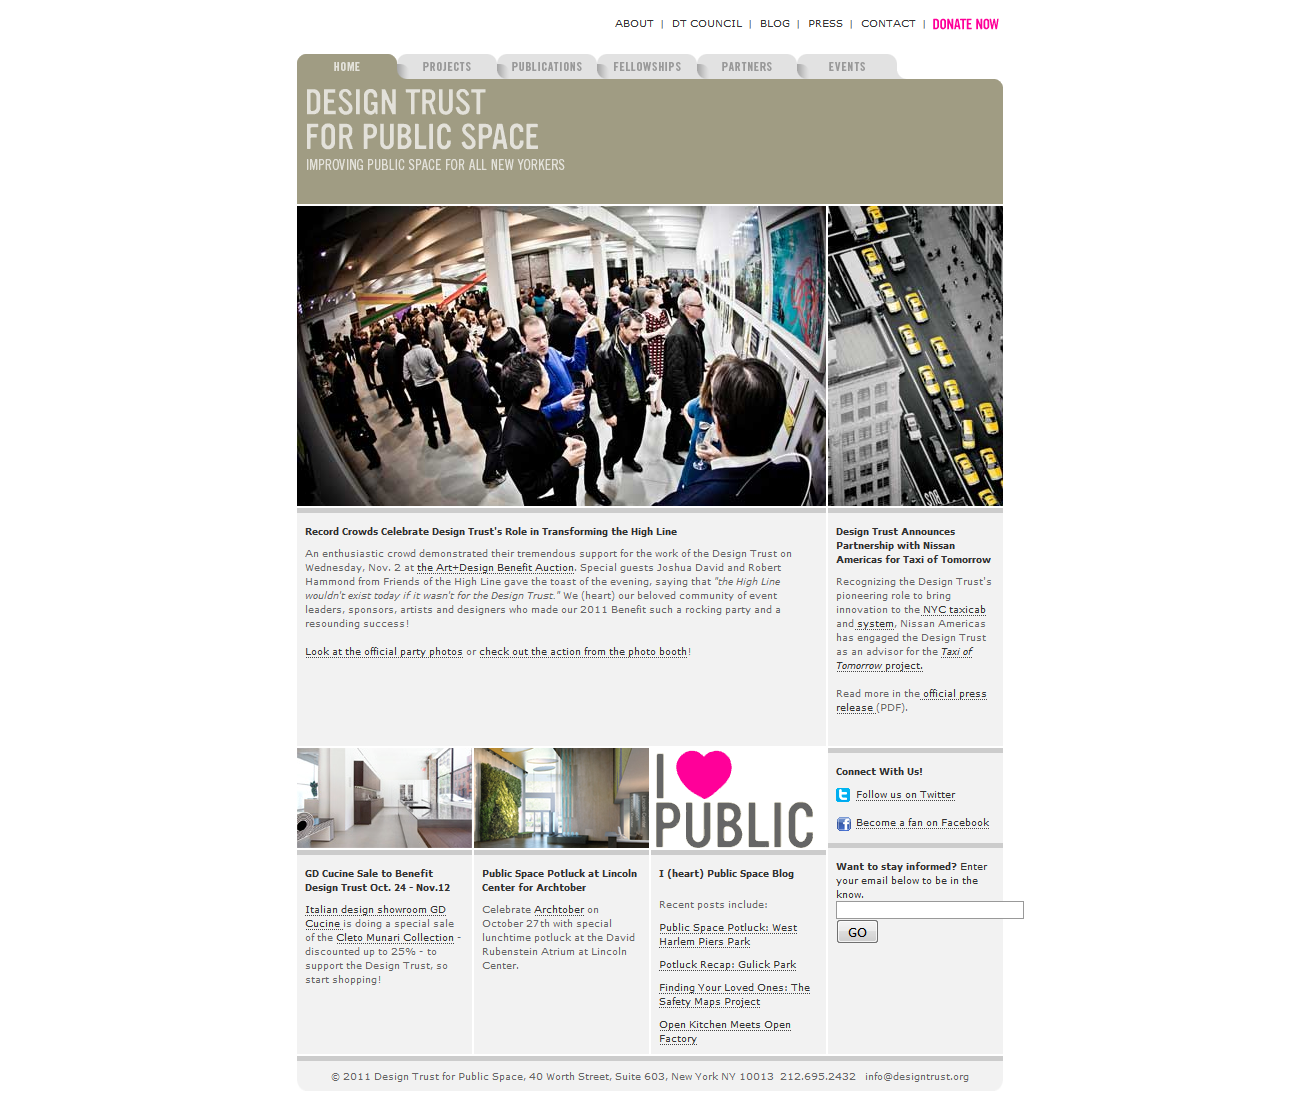 ABOUT | DT COUNCIL | BLOG | PRESS | CONTACT | DONATE NOW
HOME PROJECTS PUBLICATIONS FELLOWSHIPS PARTNERS EVENTS
DESIGN TRUST
FOR PUBLIC SPACE
IMPROVING PUBLIC SPACE FOR ALL NEW YORKERS
Record Crowds Celebrate Design Trust's Role in Transforming the High Line
An enthusiastic crowd demonstrated their tremendous support for the work of the Design Trust on
Wednesday, Nov. 2 at the Art+Design Benefit Auction. Special guests Joshua David and Robert
Hammond from Friends of the High Line gave the toast of the evening, saying that "the High Line
wouldn't exist today if it wasn't for the Design Trust." We (heart) our beloved community of event
leaders, sponsors, artists and designers who made our 2011 Benefit such a rocking party and a
resounding success!
Look at the official party photos or check out the action from the photo booth!
Design Trust Announces
Partnership with Nissan
Americas for Taxi of Tomorrow
Recognizing the Design Trust's
pioneering role to bring
innovation to the NYC taxicab
and system, Nissan Americas
has engaged the Design Trust
as an advisor for the Taxi of
Tomorrow project.
Read more in the official press
release (PDF).
GD Cucine Sale to Benefit
Design Trust Oct. 24 - Nov.12
Italian design showroom GD
Cucine is doing a special sale
of the Cleto Munari Collection -
discounted up to 25% - to
support the Design Trust, so
start shopping!
Public Space Potluck at Lincoln
Center for Archtober
Celebrate Archtober on
October 27th with special
lunchtime potluck at the David
Rubenstein Atrium at Lincoln
Center.
I
PUBLIC
I (heart) Public Space Blog
Recent posts include:
Public Space Potluck: West
Harlem Piers Park
Potluck Recap: Gulick Park
Finding Your Loved Ones: The
Safety Maps Project
Open Kitchen Meets Open
Factory
Connect With Us!
Follow us on Twitter
Become a fan on Facebook
Want to stay informed? Enter
your email below to be in the
know.
GO
© 2011 Design Trust for Public Space, 40 Worth Street, Suite 603, New York NY 10013 212.695.2432 info@designtrust.org